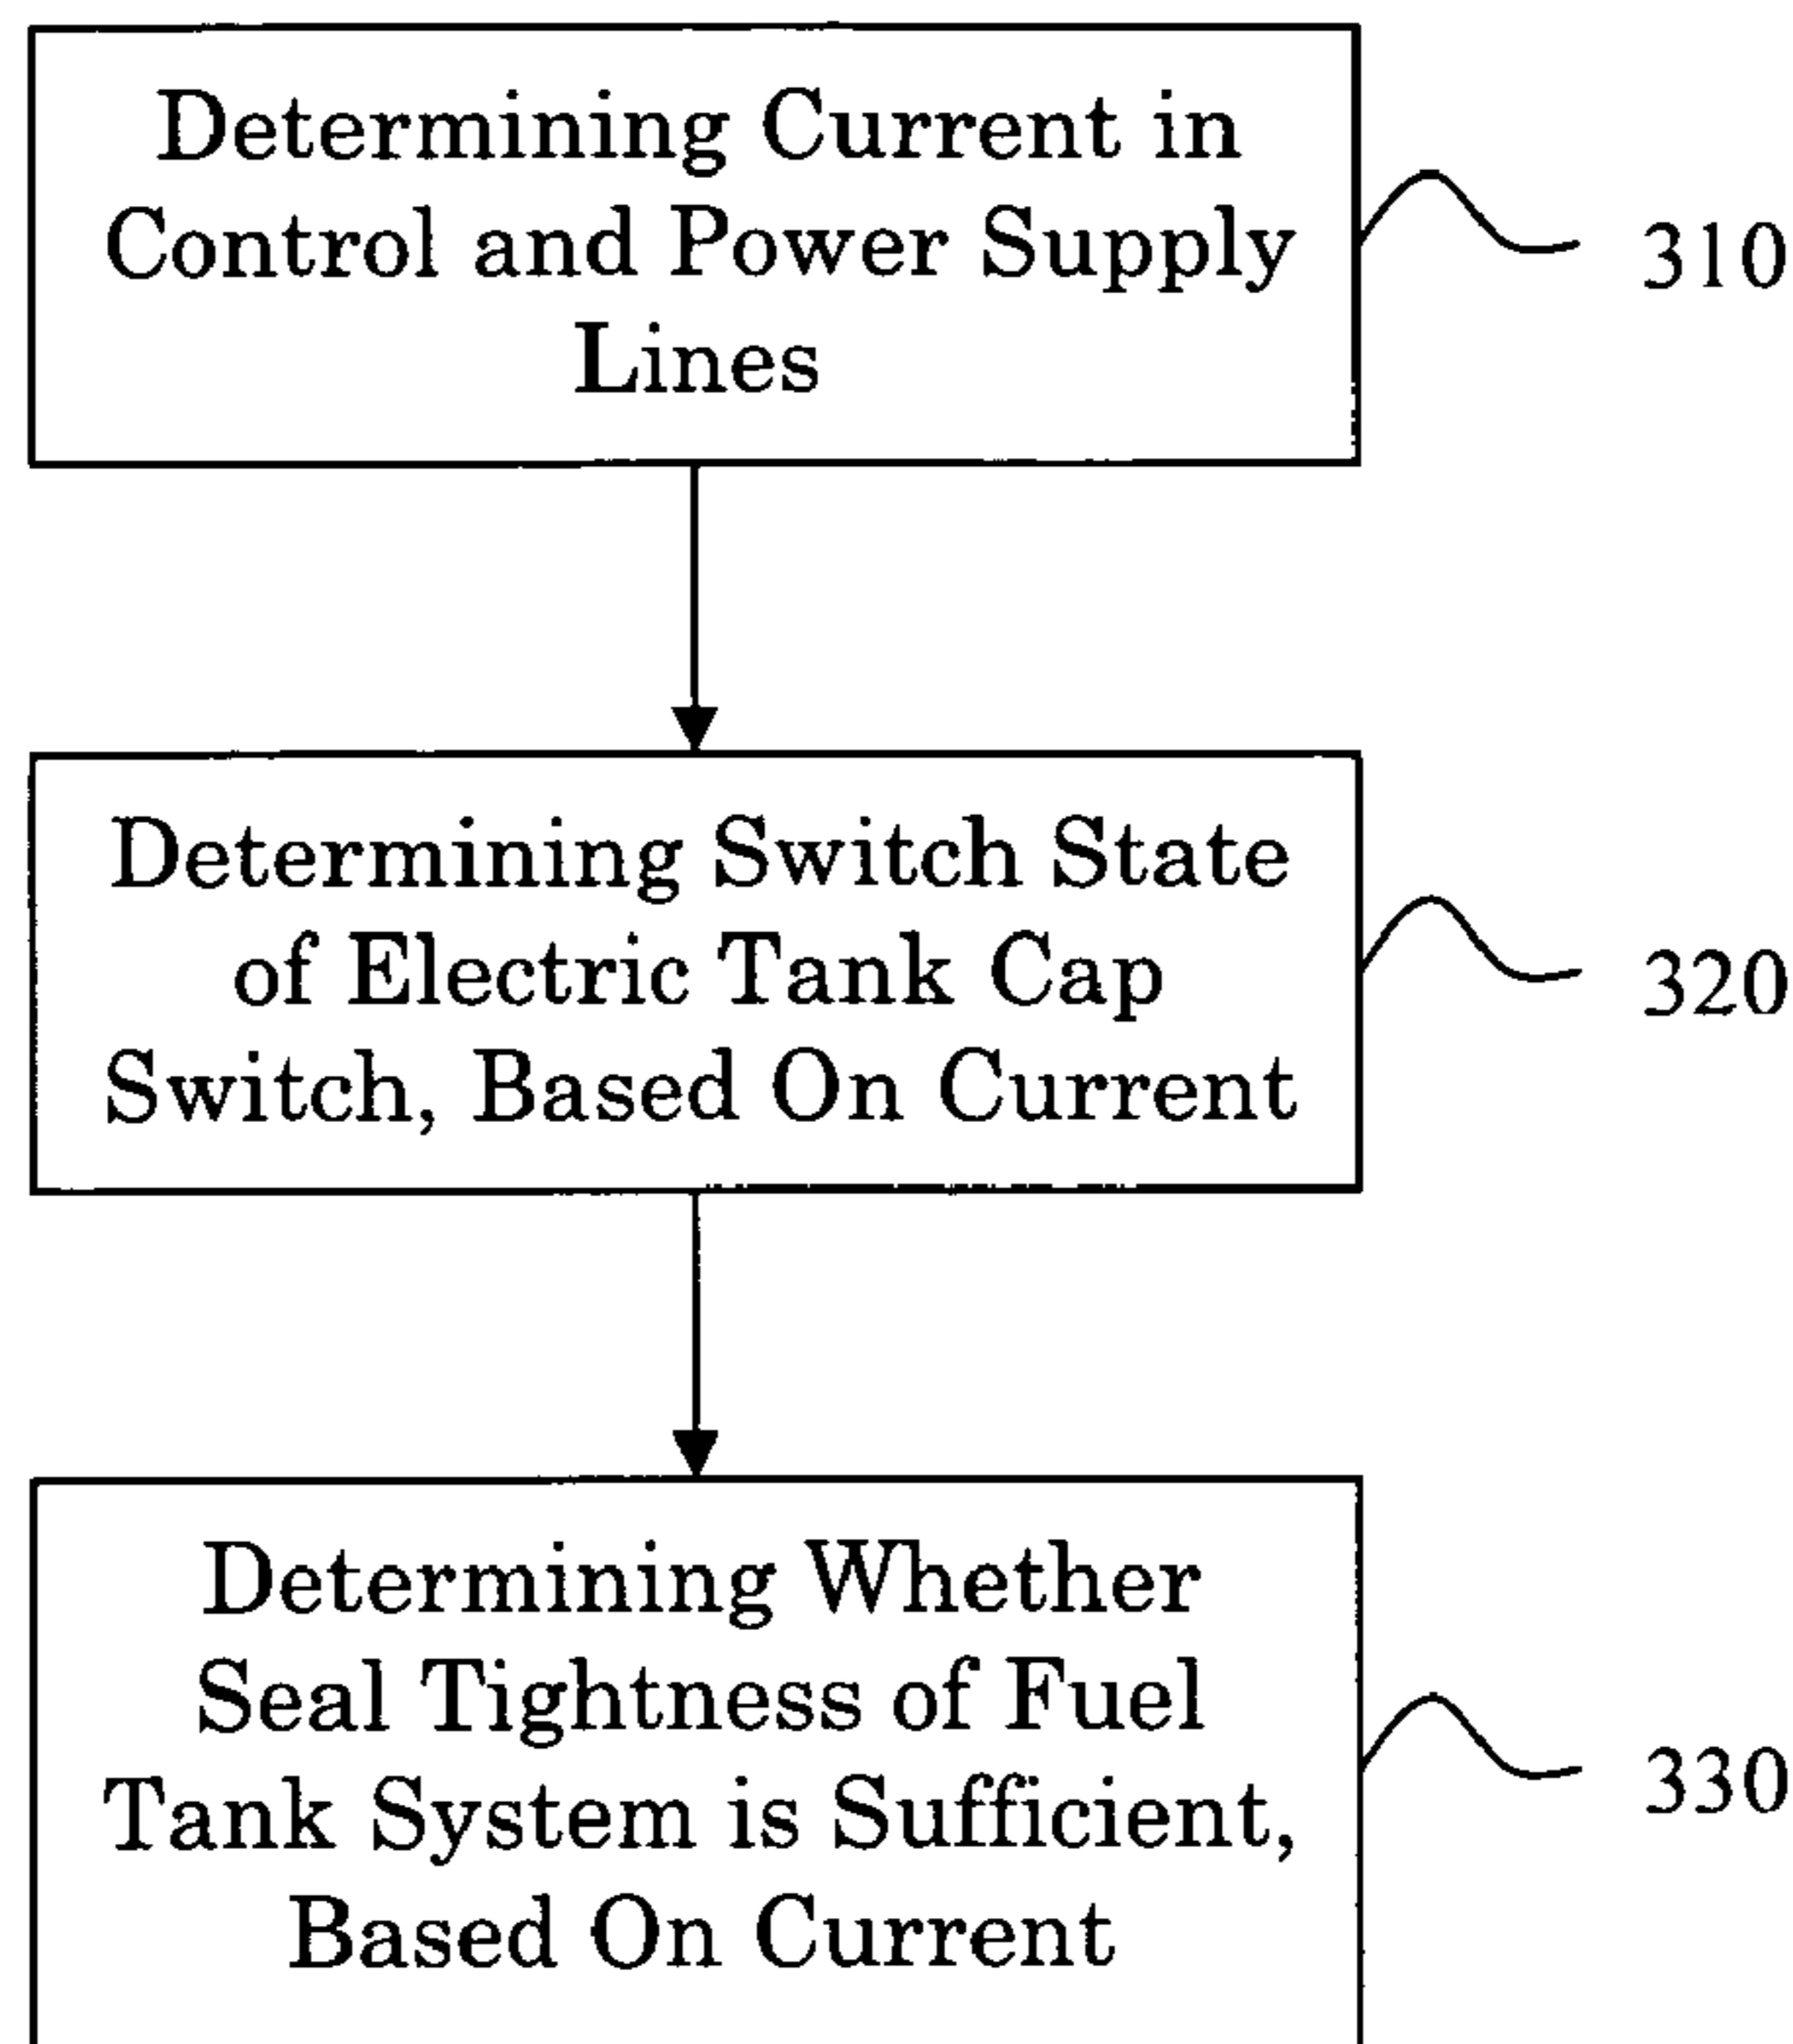 Determining Current in
Control and Power Supply
Lines
310
Determining Switch State
of Electric Tank Cap
Switch, Based On Current
320
Determining Whether
Seal Tightness of Fuel
Tank System is Sufficient,
Based On Current
330